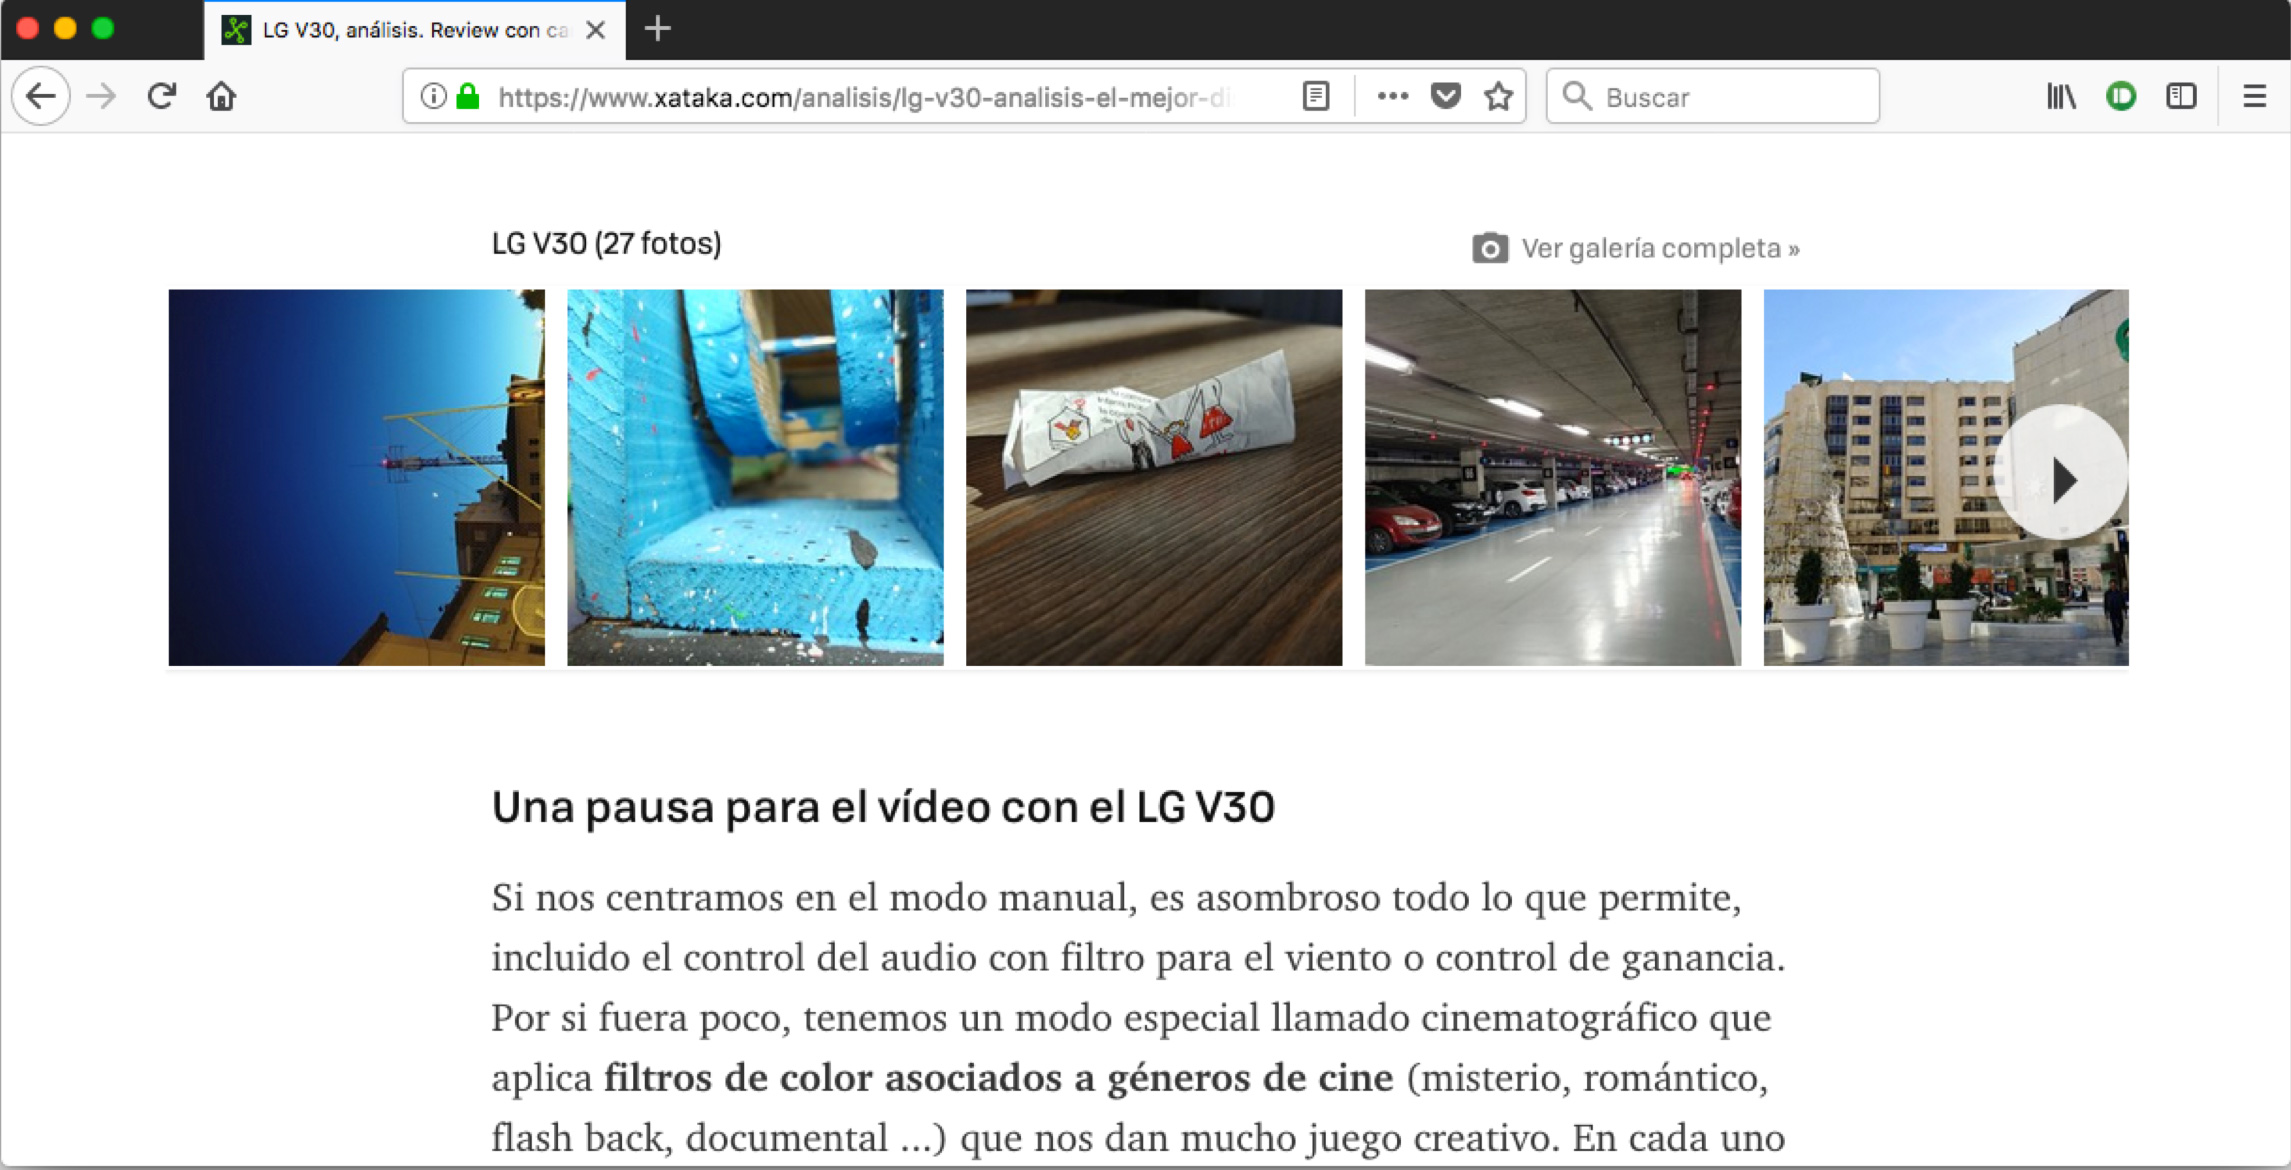 LG V30, análisis. Review con ca
https://www.xataka.com/analisis/lg-v30-analisis-el-mejor-di
Buscar
LG V30 (27 fotos)
Ver galería completa »
Una pausa para el vídeo con el LG V30
Si nos centramos en el modo manual, es asombroso todo lo que permite,
incluido el control del audio con filtro para el viento o control de ganancia.
Por si fuera poco, tenemos un modo especial llamado cinematográfico que
aplica filtros de color asociados a géneros de cine (misterio, romántico,
flash back, documental ...) que nos dan mucho juego creativo. En cada uno